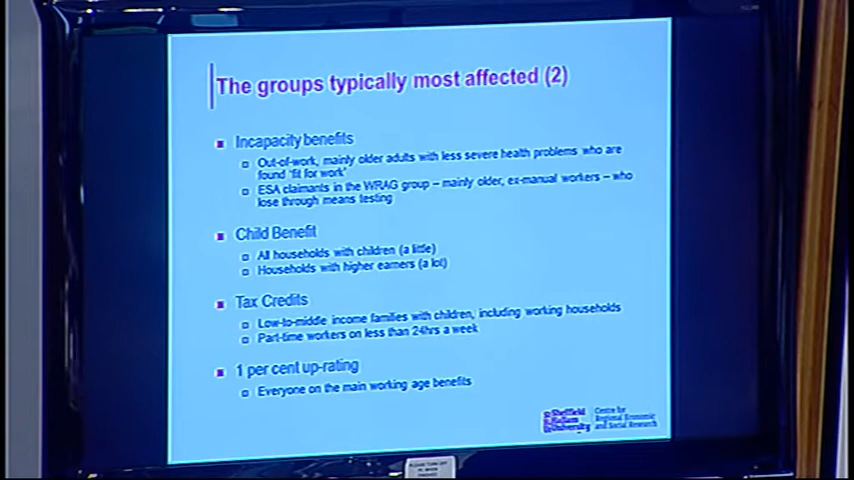 The groups typically most affected (2)
Incapacity benefits
Out-of-work, mainly older adults with less severe health problems who are
found 'fit for work'
ESA claimants in the WRAG group – mainly older, ex-manual workers – who
lose through means testing
Child Benefit
All households with children (a little)
Households with higher earners (a lot)
Tax Credits
Low-to-middle income families with children, including working households
Part-time workers on less than 24hrs a week
1 per cent up-rating
Everyone on the main working age benefits
Sheffield
Hallam
University
Centre for
Regional Economic
and Social Research
PLEASE TURN OFF